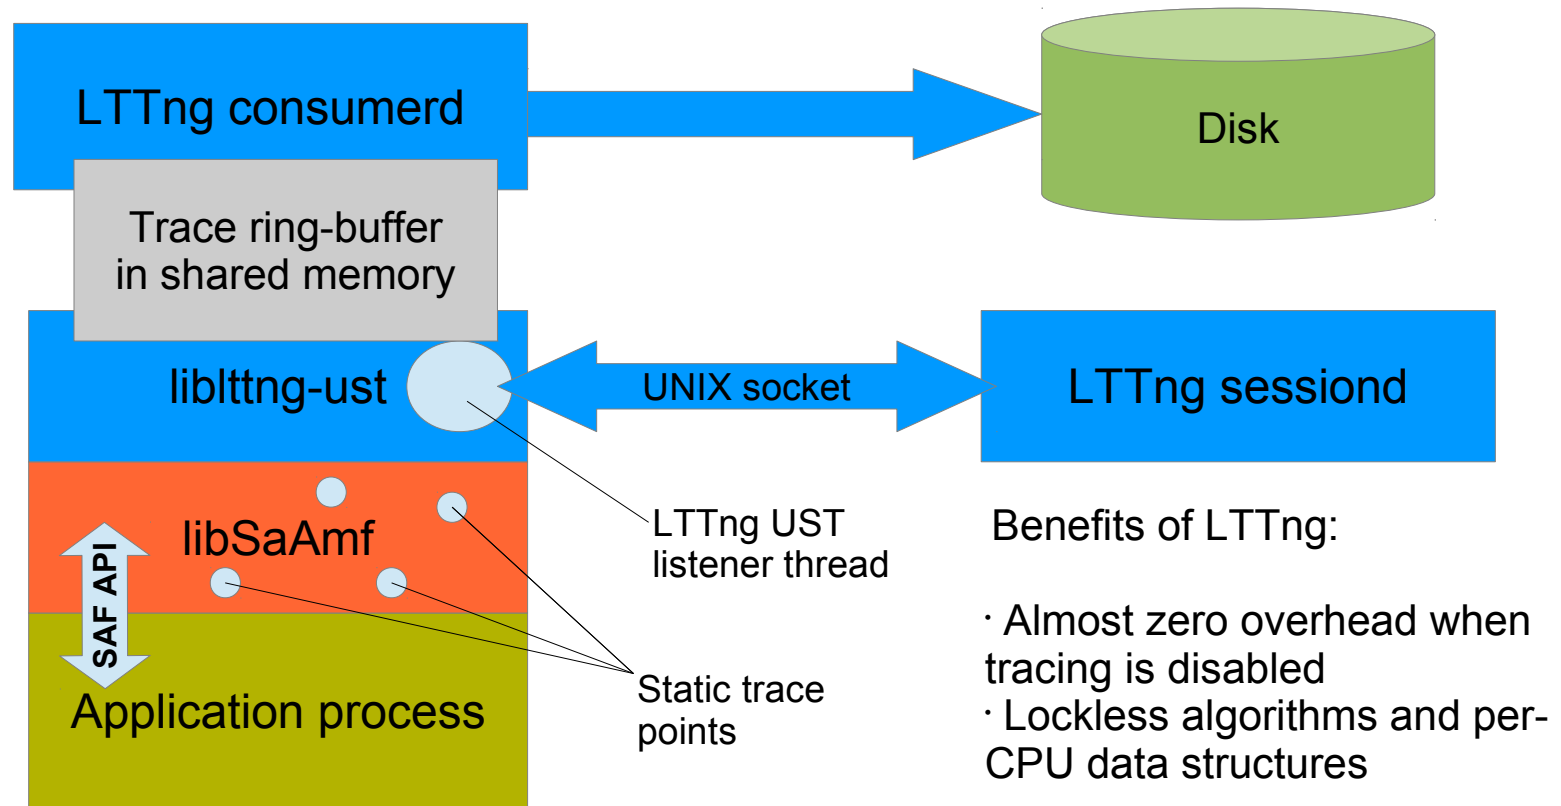 LTTng consumerd
Disk
Trace ring-buffer
in shared memory
liblttng-ust
UNIX socket
LTTng sessiond
libSaAmf
SAF API
LTTng UST
listener thread
Application process
Static trace
points
Benefits of LTTng:
· Almost zero overhead when
tracing is disabled
· Lockless algorithms and per-
CPU data structures